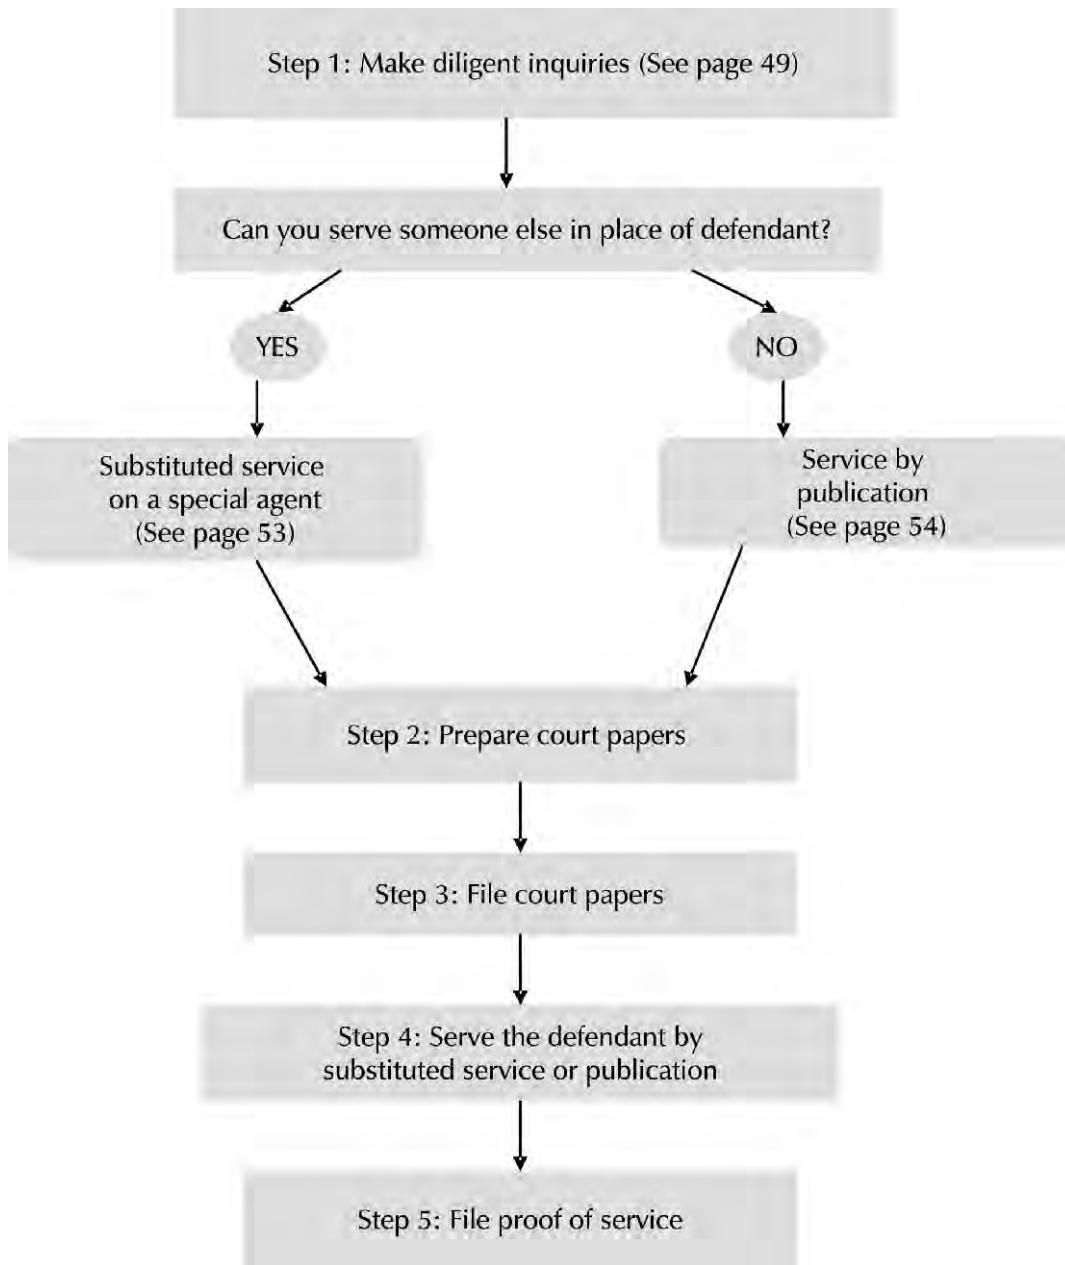 Step 1: Make diligent inquiries (See page 49)
Can you serve someone else in place of defendant?
YES
NO
Substituted service
on a special agent
(See page 53)
Service by
publication
(See page 54)
Step 2: Prepare court papers
Step 3: File court papers
Step 4: Serve the defendant by
substituted service or publication
Step 5: File proof of service